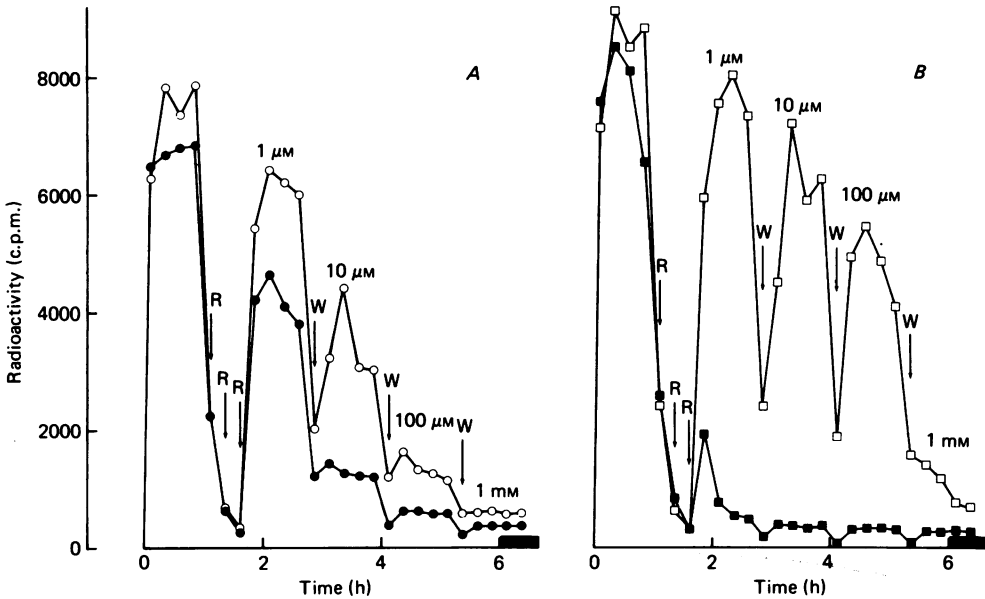 A
B
8000
6000
4000
2000
0
Radioactivity (c.p.m.)
1 μM
10 μM
100 μM
1 mM
R
R
R
W
W
W
0
2
4
6
Time (h)
1 μM
10 μM
100 μM
1 mM
R
R
R
W
W
W
0
2
4
6
Time (h)